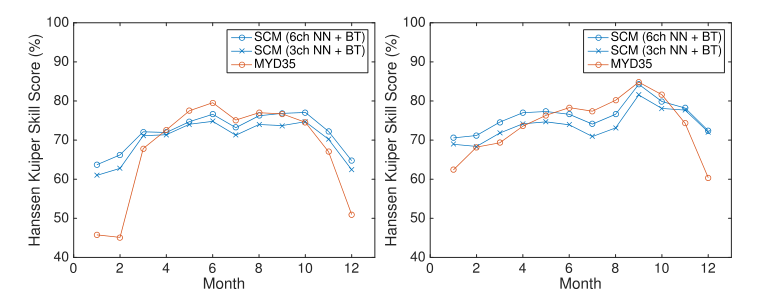 100
90
80
70
60
50
40
Hanssen Kuiper Skill Score (%)
SCM (6ch NN + BT)
SCM (3ch NN + BT)
MYD35
0 2 4 6 8 10 12
Month
100
90
80
70
60
50
40
Hanssen Kuiper Skill Score (%)
SCM (6ch NN + BT)
SCM (3ch NN + BT)
MYD35
0 2 4 6 8 10 12
Month